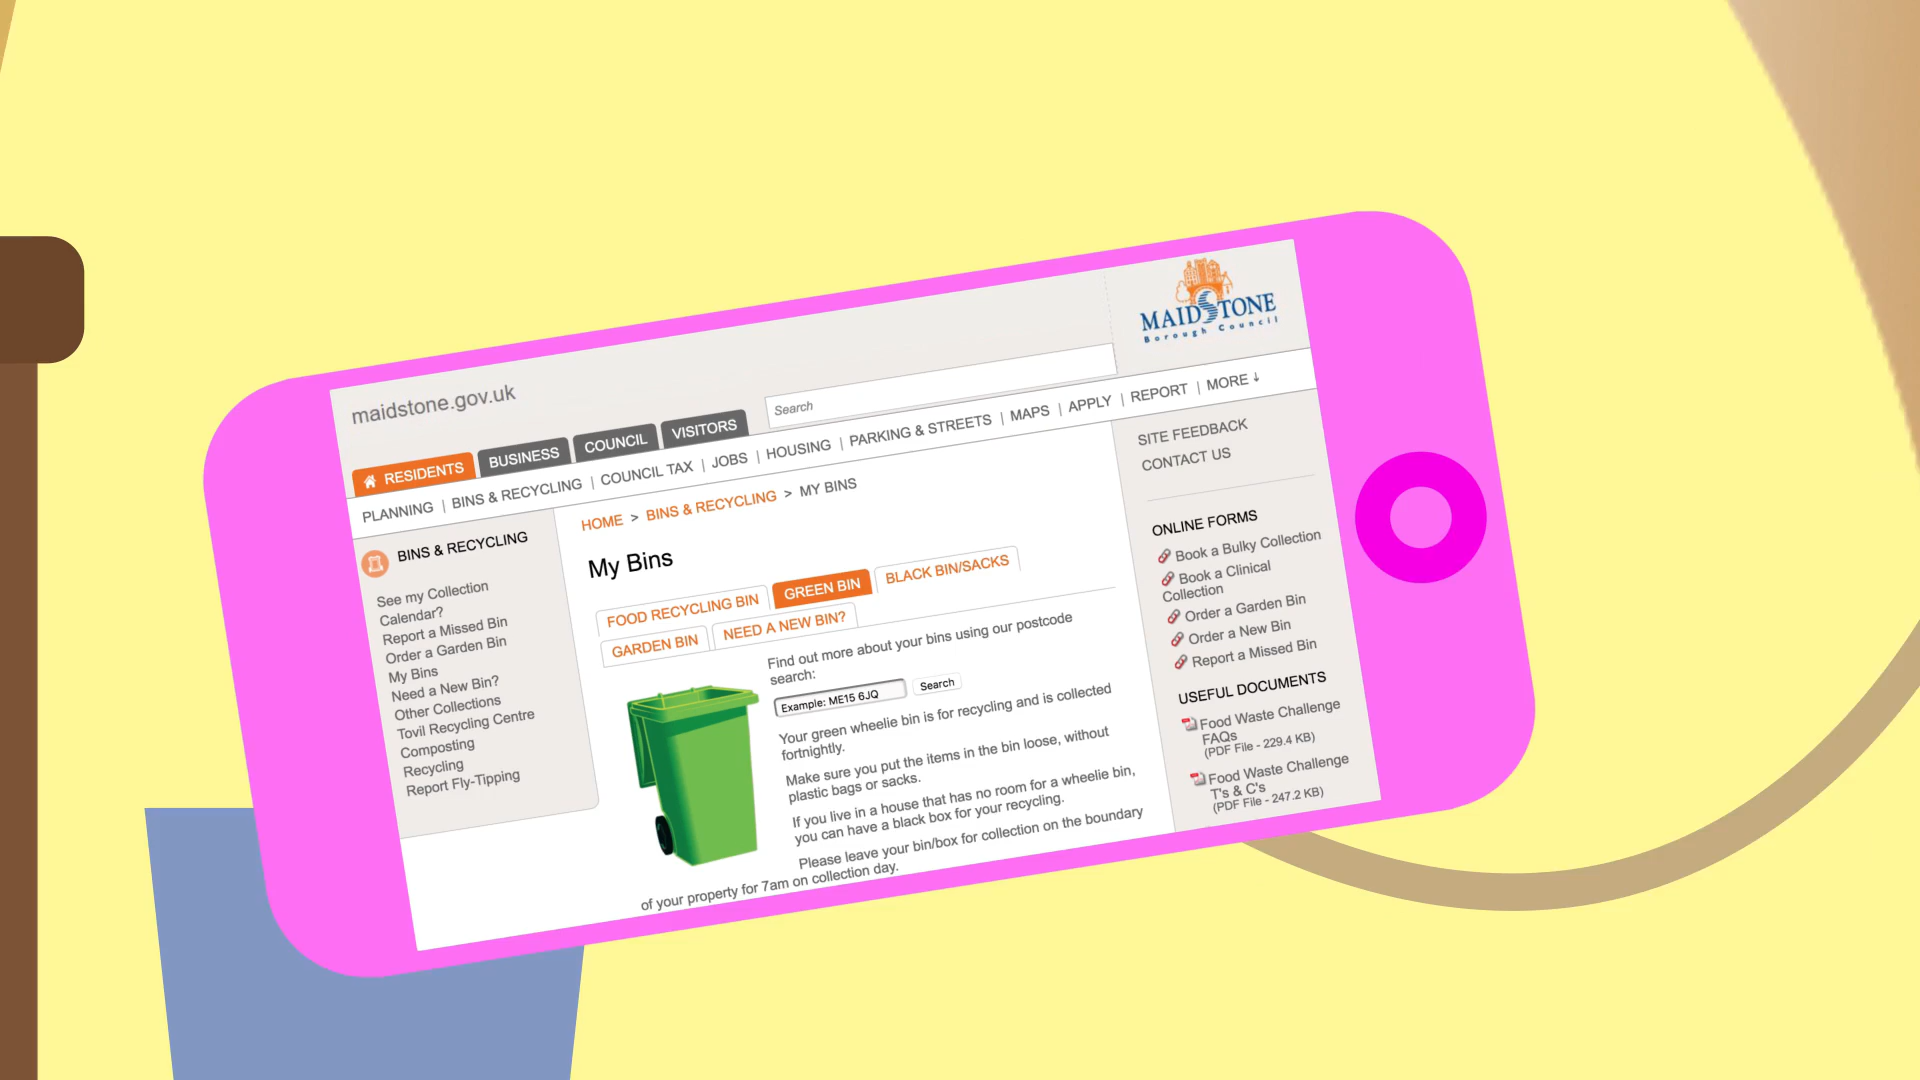 maidstone.gov.uk
Search
MAIDSTONE
Borough Council
RESIDENTS
BUSINESS
COUNCIL
VISITORS
PLANNING | BINS & RECYCLING | COUNCIL TAX | JOBS | HOUSING | PARKING & STREETS | MAPS | APPLY | REPORT | MORE ↓
BINS & RECYCLING
See my Collection
Calendar?
Report a Missed Bin
Order a Garden Bin
My Bins
Need a New Bin?
Other Collections
Tovil Recycling Centre
Composting
Recycling
Report Fly-Tipping
HOME > BINS & RECYCLING > MY BINS
My Bins
FOOD RECYCLING BIN
GREEN BIN
BLACK BIN/SACKS
GARDEN BIN
NEED A NEW BIN?
Find out more about your bins using our postcode
search:
Example: ME15 6JQ
Search
Your green wheelie bin is for recycling and is collected
fortnightly.
Make sure you put the items in the bin loose, without
plastic bags or sacks.
If you live in a house that has no room for a wheelie bin,
you can have a black box for your recycling.
Please leave your bin/box for collection on the boundary
of your property for 7am on collection day.
SITE FEEDBACK
CONTACT US
ONLINE FORMS
Book a Bulky Collection
Book a Clinical
Collection
Order a Garden Bin
Order a New Bin
Report a Missed Bin
USEFUL DOCUMENTS
Food Waste Challenge
FAQs
(PDF File - 229.4 KB)
Food Waste Challenge
T's & C's
(PDF File - 247.2 KB)